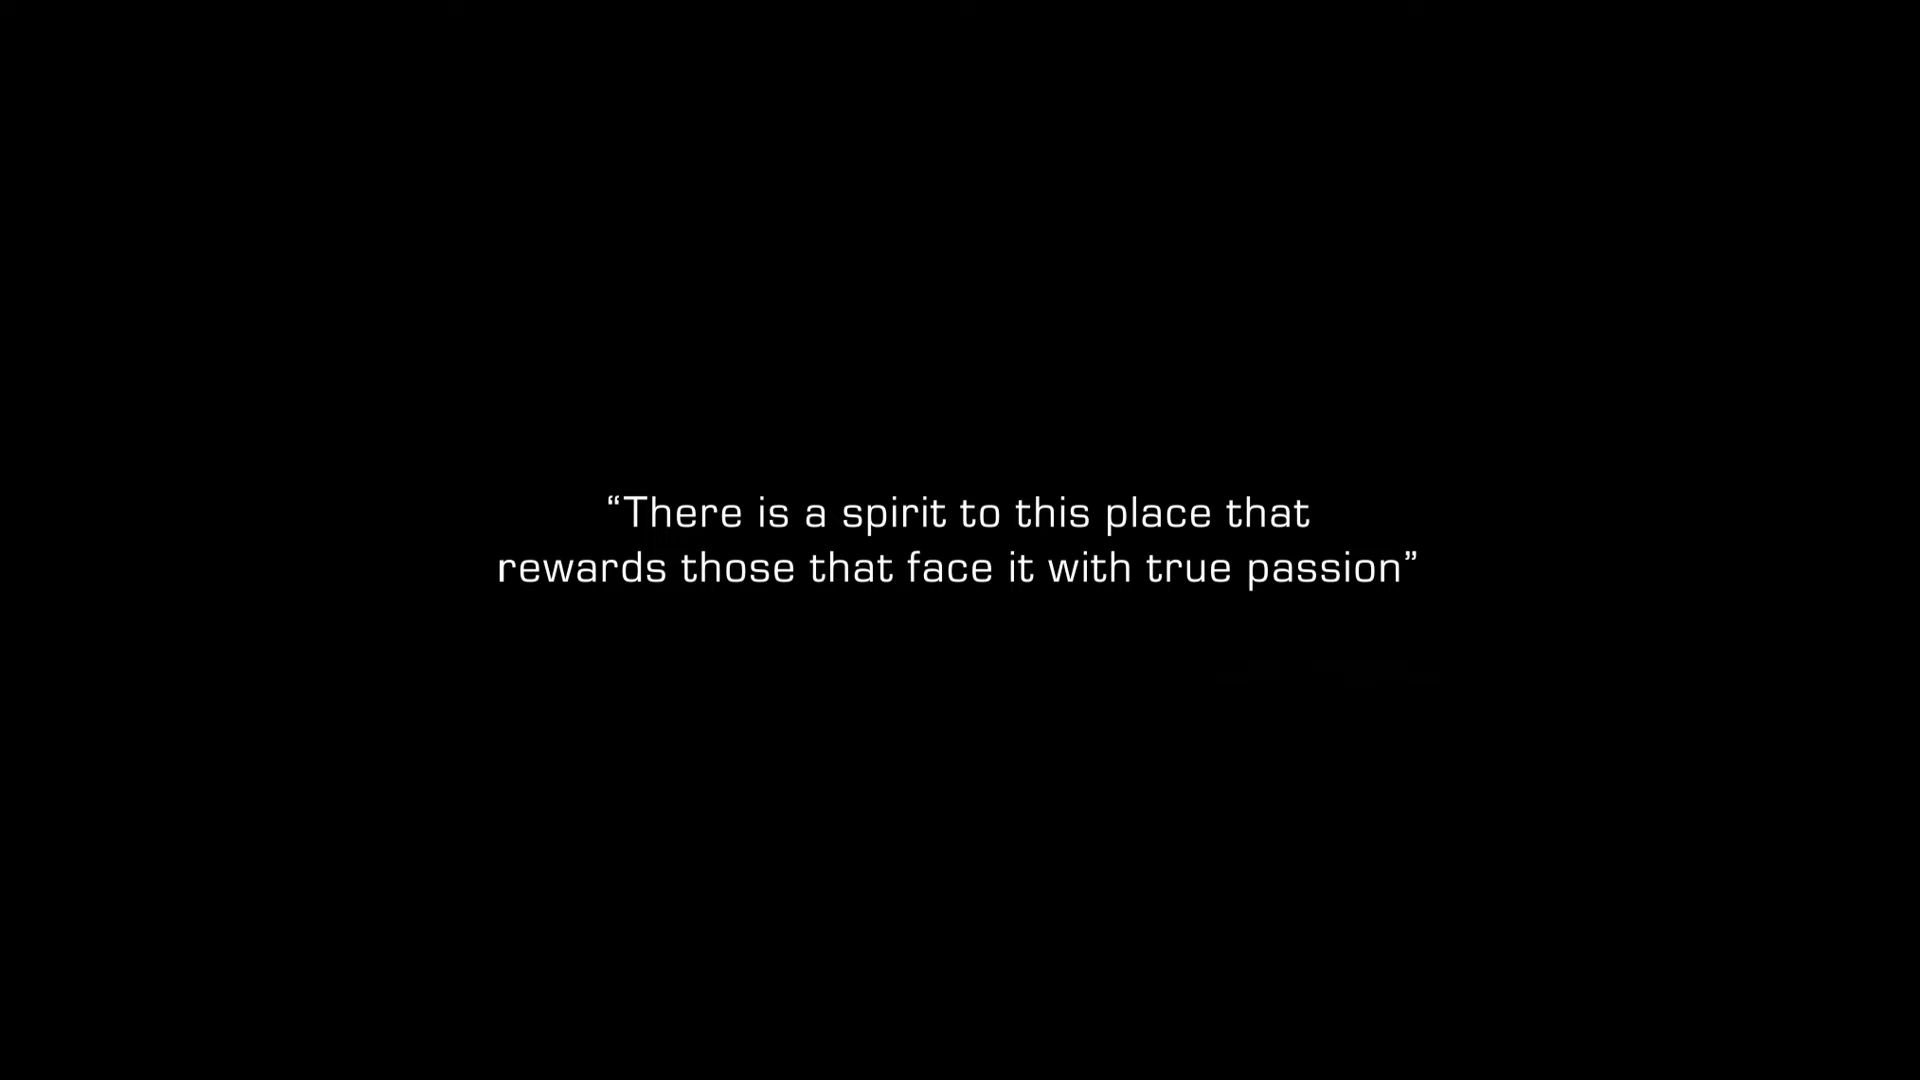 “There is a spirit to this place that
rewards those that face it with true passion”